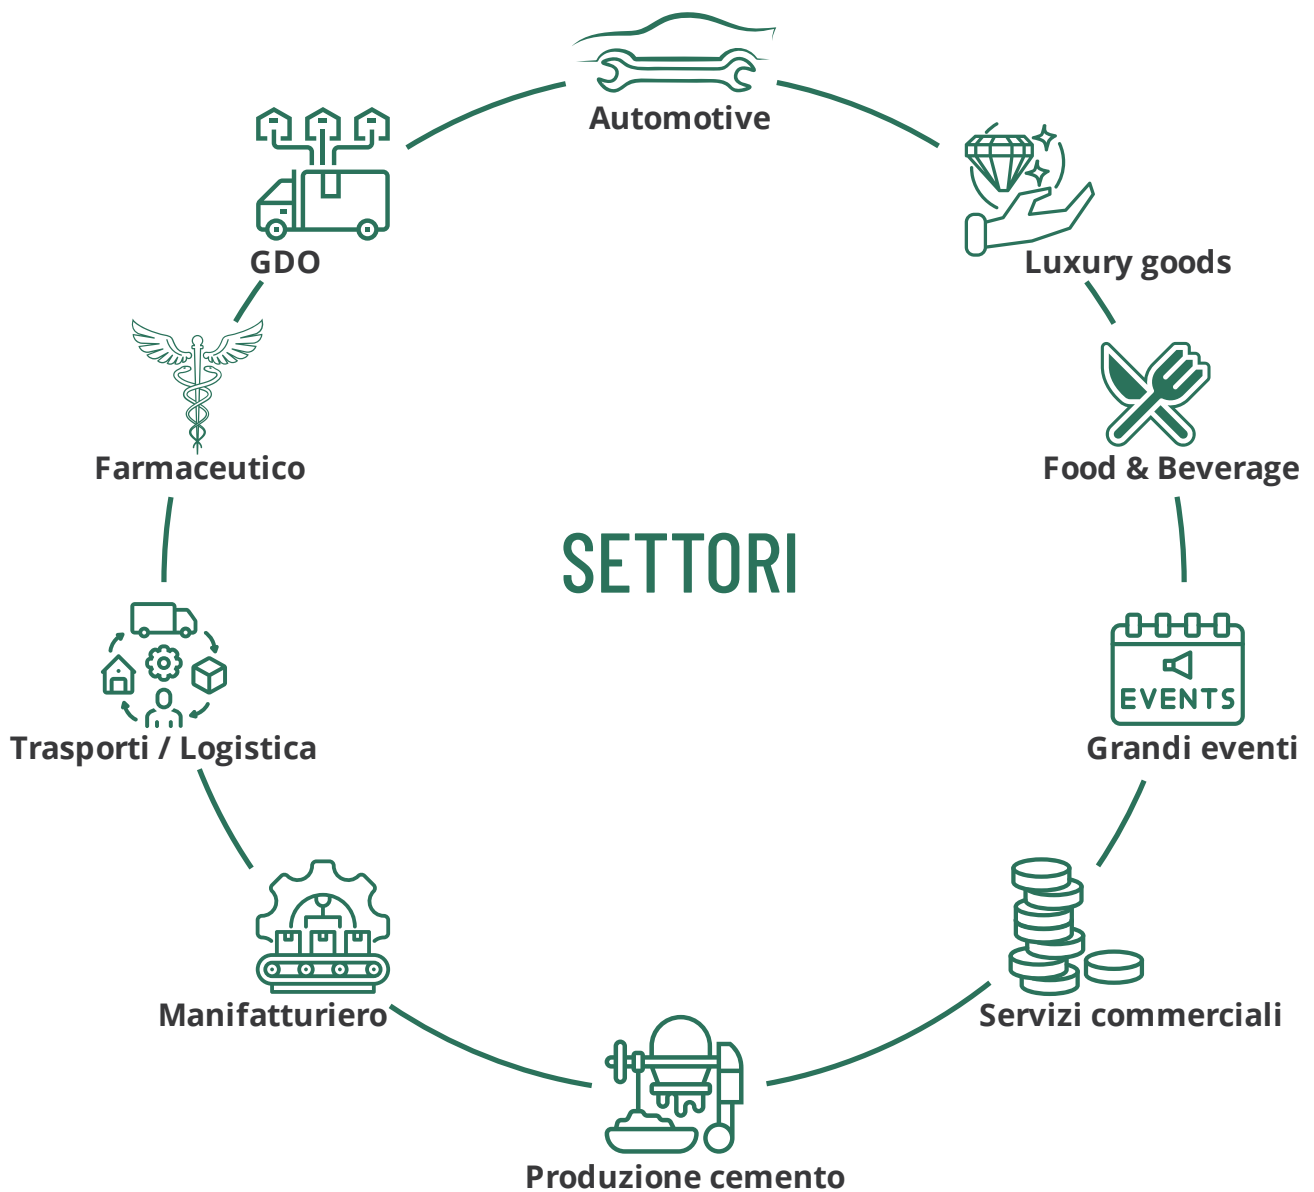 Automotive
GDO
Luxury goods
Farmaceutico
Food & Beverage
SETTORI
EVENTS
Trasporti / Logistica
Grandi eventi
Manifatturiero
Servizi commerciali
Produzione cemento